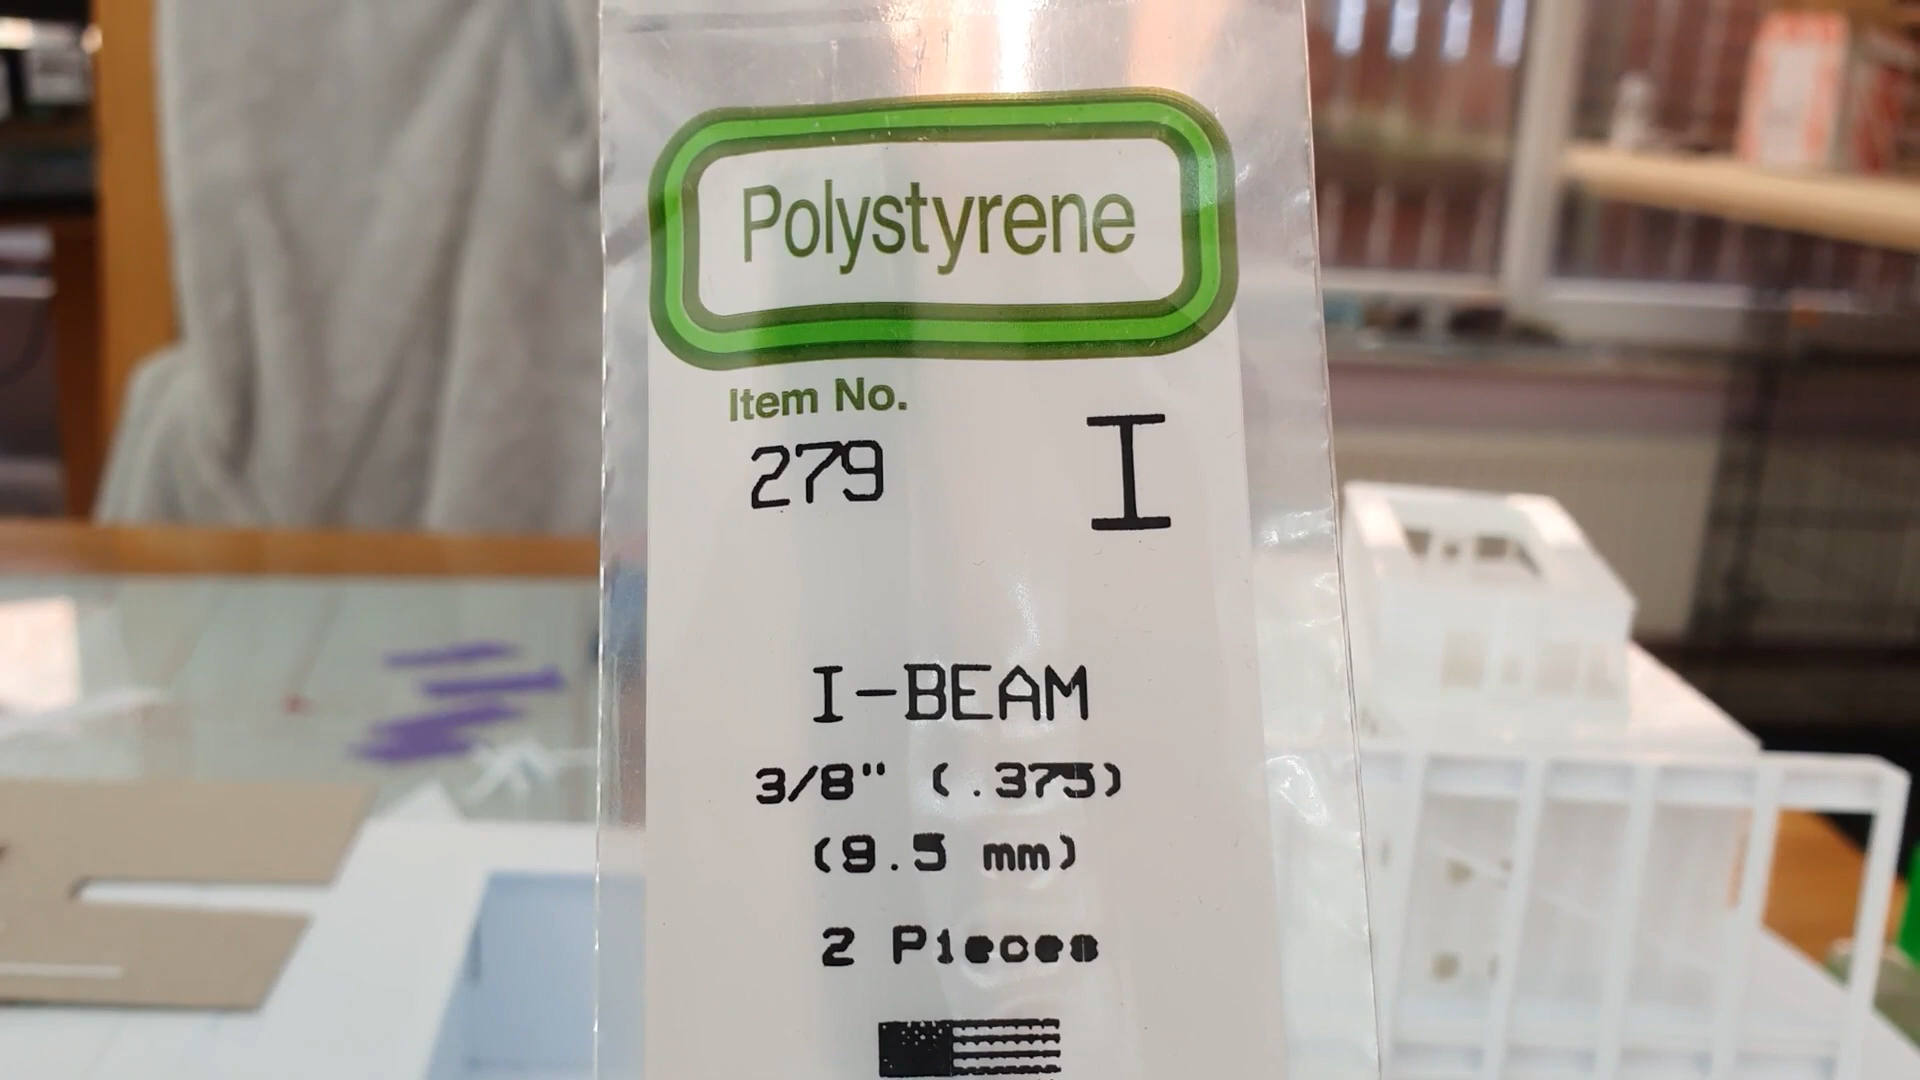 Polystyrene
Item No.
279
I-BEAM
3/8" (.375)
(9.5 mm)
2 Pieces